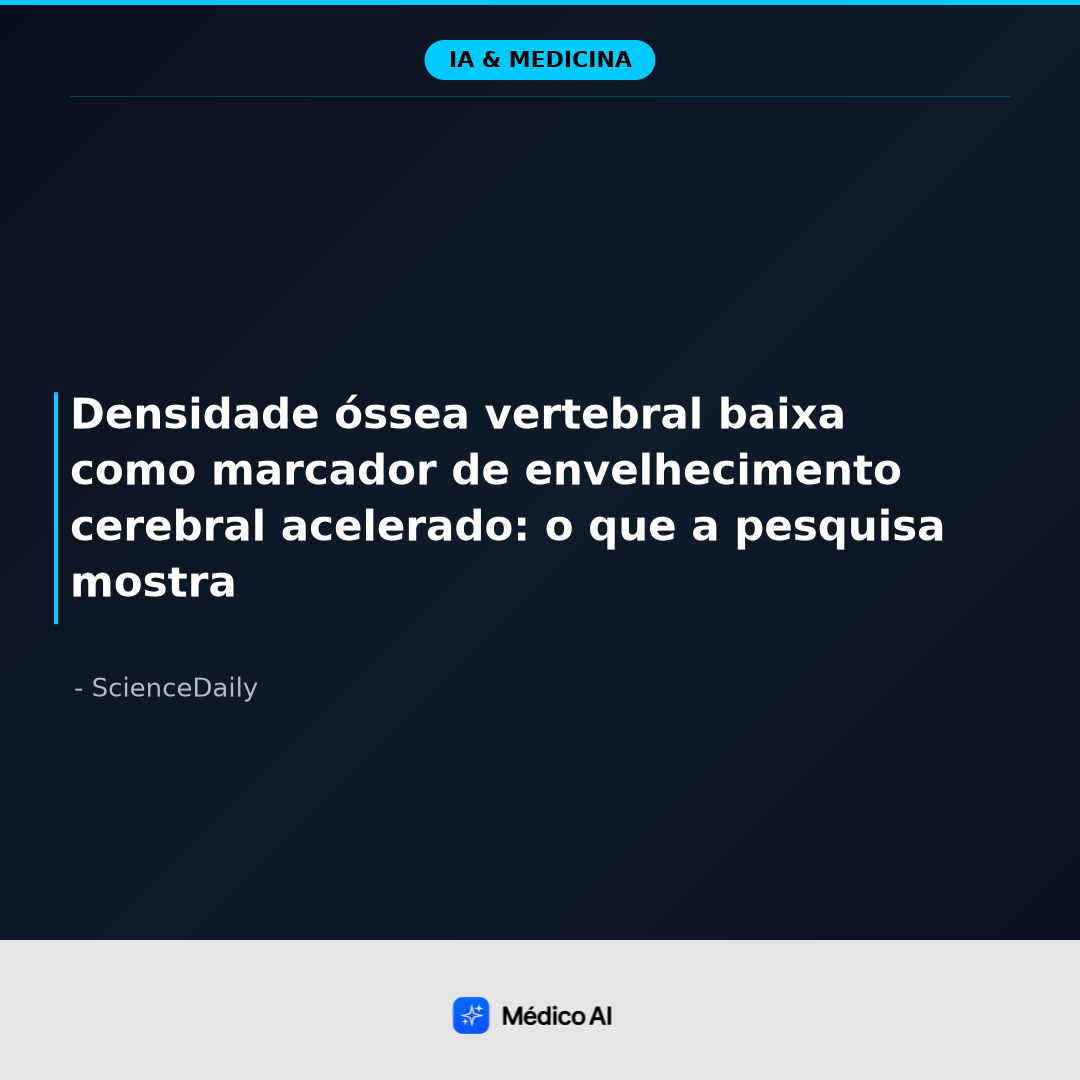 IA & MEDICINA
Densidade óssea vertebral baixa
como marcador de envelhecimento
cerebral acelerado: o que a pesquisa
mostra
- ScienceDaily
Médico AI